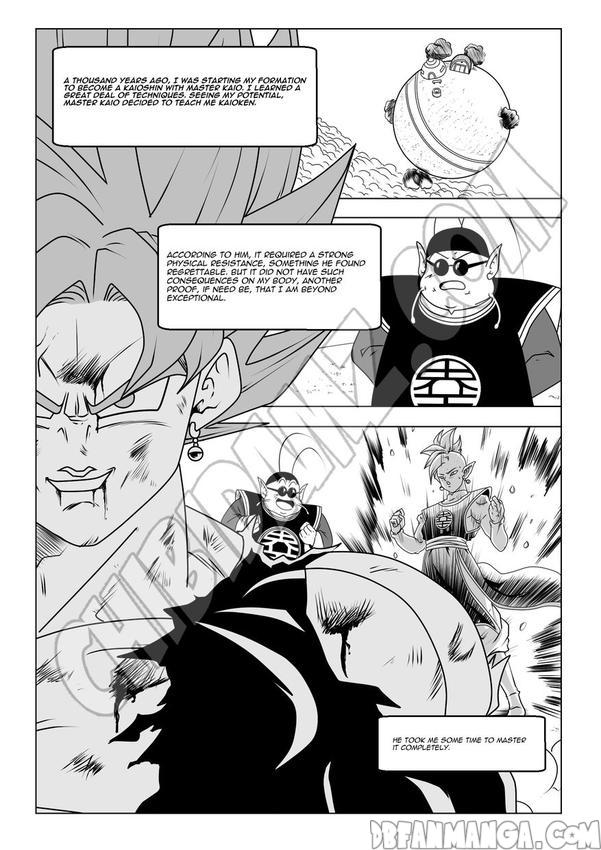 A THOUSAND YEARS AGO, I WAS STARTING MY FORMATION
TO BECOME A KAIOSHIN WITH MASTER KAIO. I LEARNED A
GREAT DEAL OF TECHNIQUES. SEEING MY POTENTIAL,
MASTER KAIO DECIDED TO TEACH ME KAIOKEN.
ACCORDING TO HIM, IT REQUIRED A STRONG
PHYSICAL RESISTANCE, SOMETHING HE FOUND
REGRETTABLE. BUT IT DID NOT HAVE SUCH
CONSEQUENCES ON MY BODY, ANOTHER
PROOF, IF NEED BE, THAT I AM BEYOND
EXCEPTIONAL.
HE TOOK ME SOME TIME TO MASTER
IT COMPLETELY.
DBFANMANGA.COM